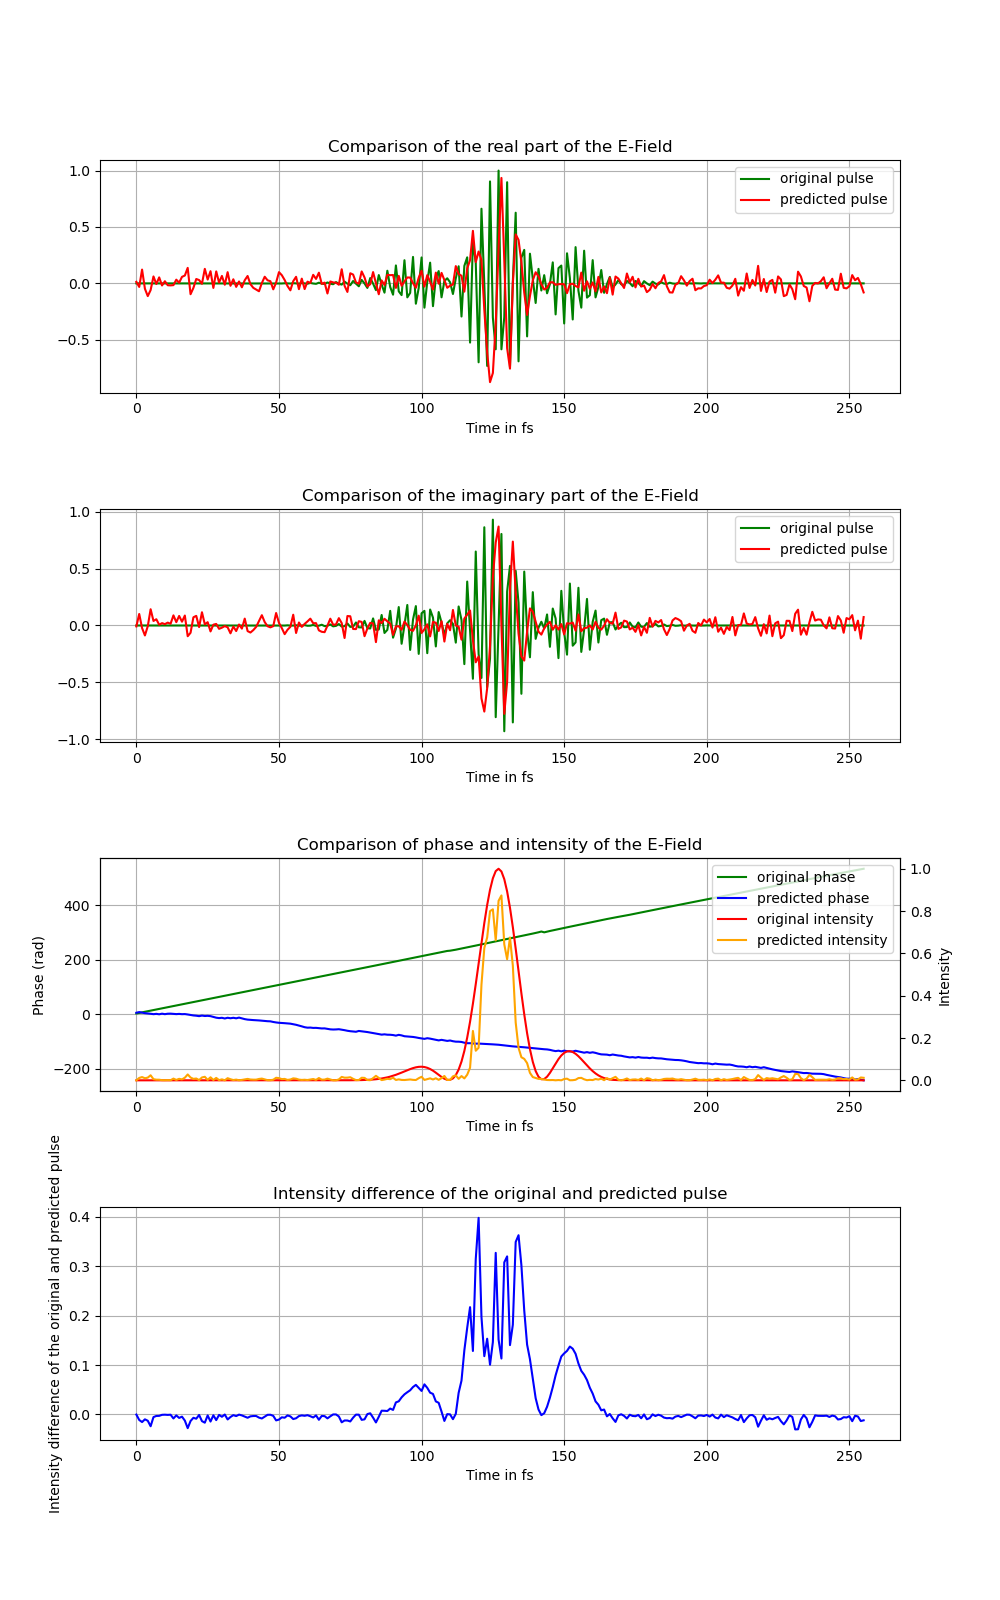 Comparison of the real part of the E-Field
1.0
0.5
0.0
−0.5
original pulse
predicted pulse
0 50 100 150 200 250
Time in fs
Comparison of the imaginary part of the E-Field
1.0
0.5
0.0
−0.5
−1.0
original pulse
predicted pulse
0 50 100 150 200 250
Time in fs
Comparison of phase and intensity of the E-Field
Phase (rad)
400
200
0
−200
original phase
predicted phase
original intensity
predicted intensity
1.0
0.8
0.6
0.4
0.2
0.0
Intensity
0 50 100 150 200 250
Time in fs
Intensity difference of the original and predicted pulse
Intensity difference of the original and predicted pulse
0.4
0.3
0.2
0.1
0.0
0 50 100 150 200 250
Time in fs